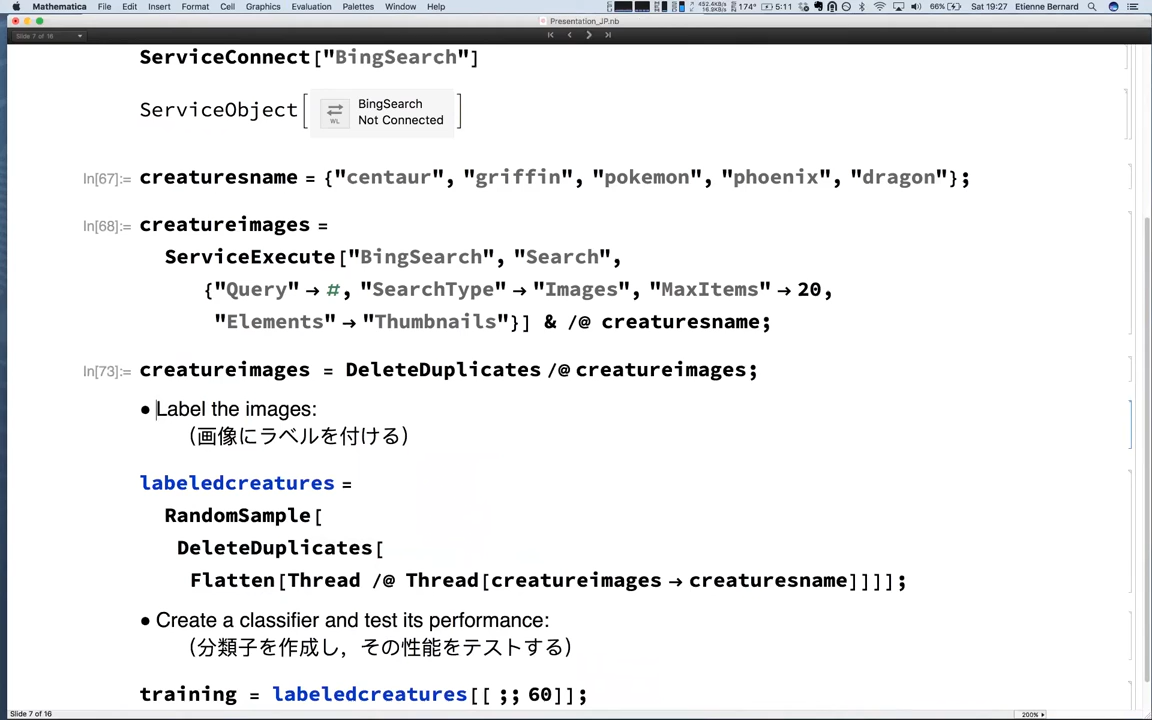 Mathematica File Edit Insert Format Cell Graphics Evaluation Palettes Window Help 174° 5:11 66% Sat 19:27 Etienne Bernard
Presentation_JP.nb
Slide 7 of 16
ServiceConnect["BingSearch"]
ServiceObject[ BingSearch
Not Connected ]
WL
In[67]:= creaturesname = {"centaur", "griffin", "pokemon", "phoenix", "dragon"};
In[68]:= creatureimages =
ServiceExecute["BingSearch", "Search",
{"Query"→#, "SearchType"→"Images", "MaxItems"→20,
"Elements"→"Thumbnails"}] & /@ creaturesname;
In[73]:= creatureimages = DeleteDuplicates /@ creatureimages;
● Label the images:
（画像にラベルを付ける）
labeledcreatures =
RandomSample[
DeleteDuplicates[
Flatten[Thread /@ Thread[creatureimages→creaturesname]]]];
● Create a classifier and test its performance:
（分類子を作成し，その性能をテストする）
training = labeledcreatures[[ ;; 60]];
Slide 7 of 16
200%